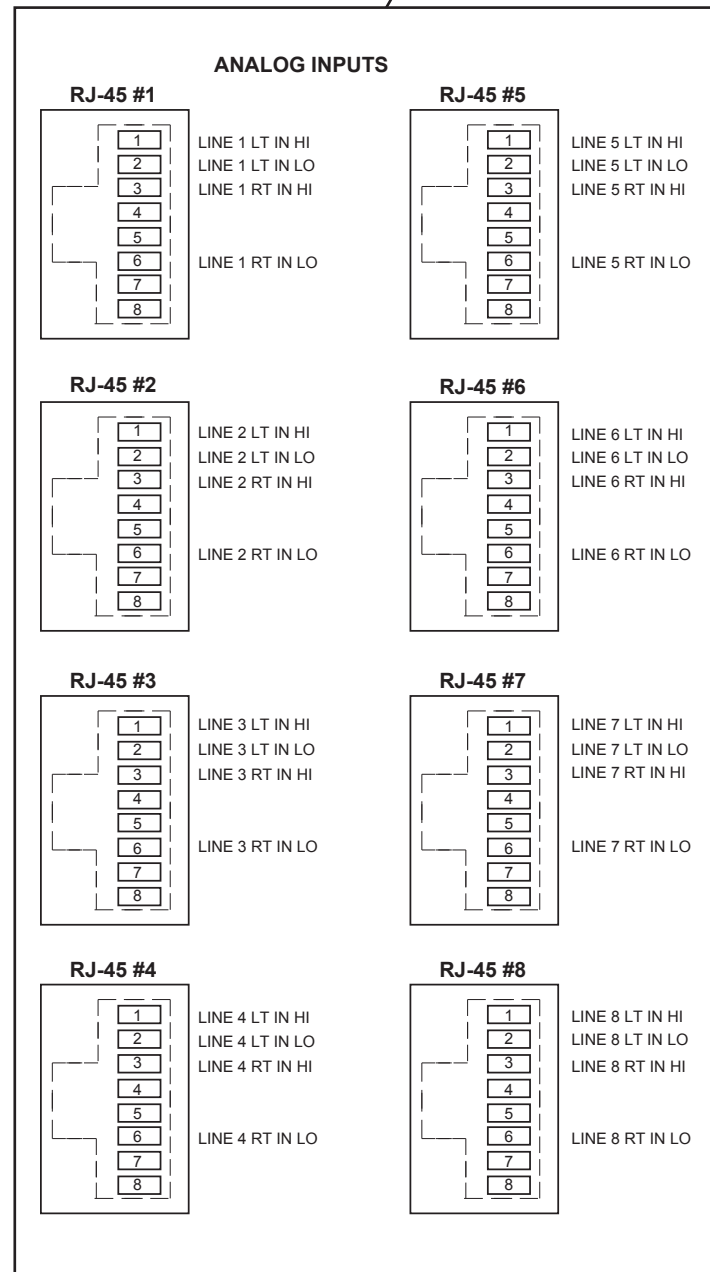 ANALOG INPUTS
RJ-45 #1
1 LINE 1 LT IN HI
2 LINE 1 LT IN LO
3 LINE 1 RT IN HI
4
5
6 LINE 1 RT IN LO
7
8
RJ-45 #2
1 LINE 2 LT IN HI
2 LINE 2 LT IN LO
3 LINE 2 RT IN HI
4
5
6 LINE 2 RT IN LO
7
8
RJ-45 #3
1 LINE 3 LT IN HI
2 LINE 3 LT IN LO
3 LINE 3 RT IN HI
4
5
6 LINE 3 RT IN LO
7
8
RJ-45 #4
1 LINE 4 LT IN HI
2 LINE 4 LT IN LO
3 LINE 4 RT IN HI
4
5
6 LINE 4 RT IN LO
7
8
RJ-45 #5
1 LINE 5 LT IN HI
2 LINE 5 LT IN LO
3 LINE 5 RT IN HI
4
5
6 LINE 5 RT IN LO
7
8
RJ-45 #6
1 LINE 6 LT IN HI
2 LINE 6 LT IN LO
3 LINE 6 RT IN HI
4
5
6 LINE 6 RT IN LO
7
8
RJ-45 #7
1 LINE 7 LT IN HI
2 LINE 7 LT IN LO
3 LINE 7 RT IN HI
4
5
6 LINE 7 RT IN LO
7
8
RJ-45 #8
1 LINE 8 LT IN HI
2 LINE 8 LT IN LO
3 LINE 8 RT IN HI
4
5
6 LINE 8 RT IN LO
7
8